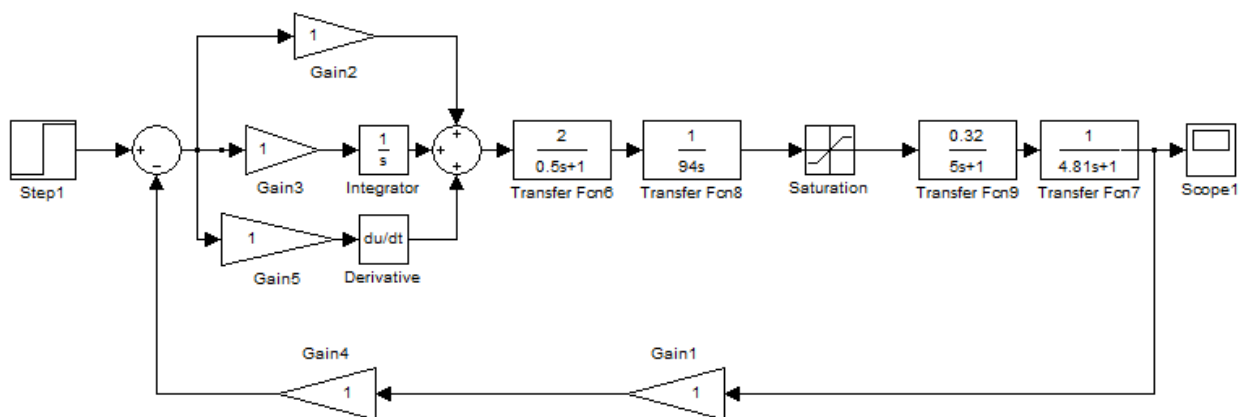 1
Gain2
Step1
+
−
1
Gain3
1
s
Integrator
+
+
+
2
0.5s+1
Transfer Fcn6
1
94s
Transfer Fcn8
Saturation
0.32
5s+1
Transfer Fcn9
1
4.81s+1
Transfer Fcn7
Scope1
1
Gain5
du/dt
Derivative
Gain4
1
Gain1
1